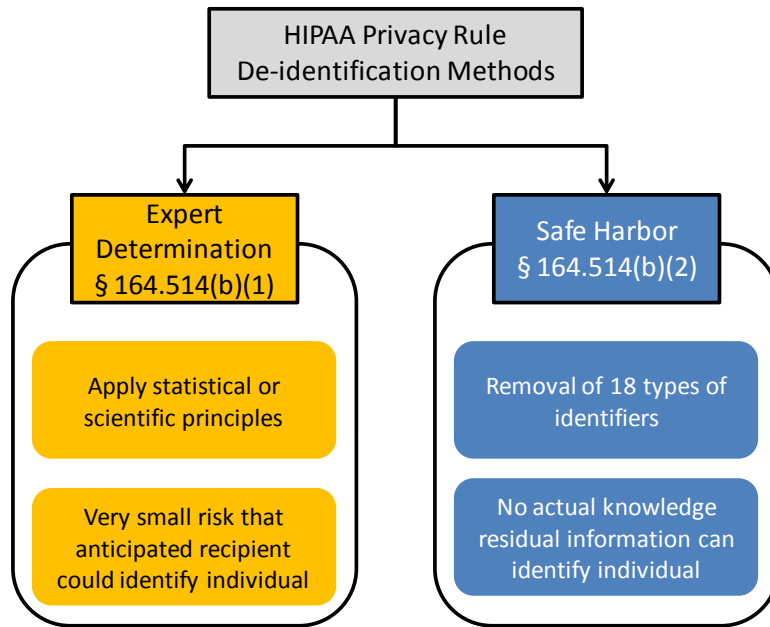 HIPAA Privacy Rule
De-identification Methods
Expert
Determination
§ 164.514(b)(1)
Apply statistical or
scientific principles
Very small risk that
anticipated recipient
could identify individual
Safe Harbor
§ 164.514(b)(2)
Removal of 18 types of
identifiers
No actual knowledge
residual information can
identify individual